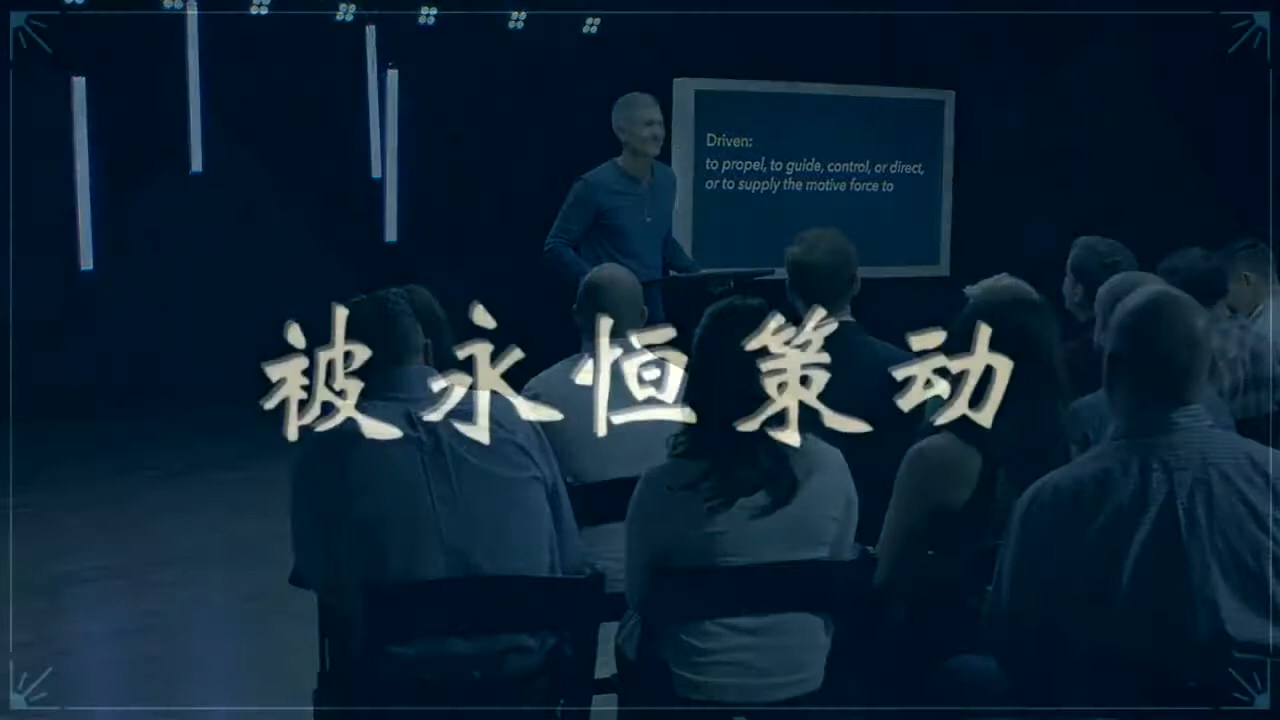 Driven:
to propel, to guide, control, or direct,
or to supply the motive force to
被永恒策动